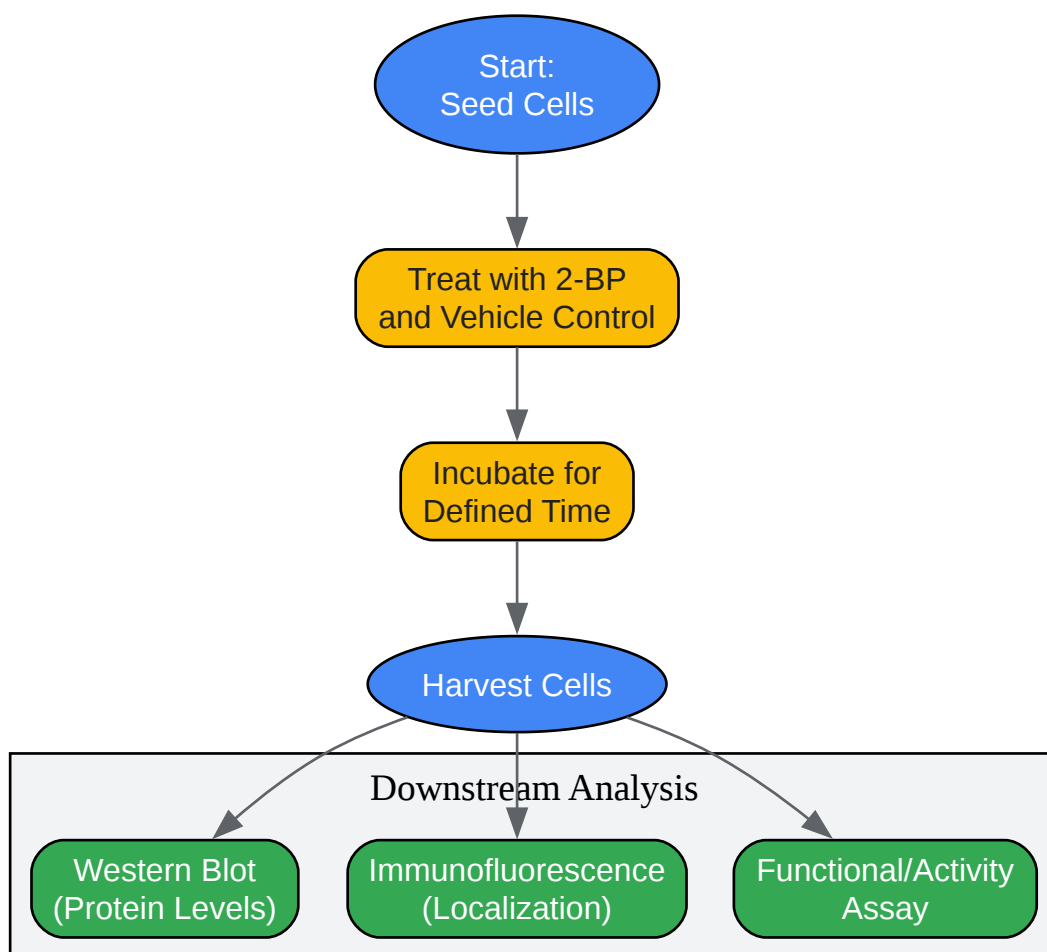 Start:
Seed Cells
Treat with 2-BP
and Vehicle Control
Incubate for
Defined Time
Harvest Cells
Downstream Analysis
Western Blot
(Protein Levels)
Immunofluorescence
(Localization)
Functional/Activity
Assay